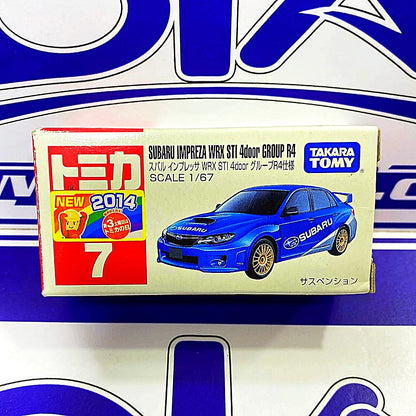 トミカ
NEW
2014
7
SUBARU IMPREZA WRX STI 4door GROUP R4
スバル インプレッサ WRX STI 4door グループR4仕様
SCALE 1/67
TAKARA
TOMY
SUBARU
サスペンション